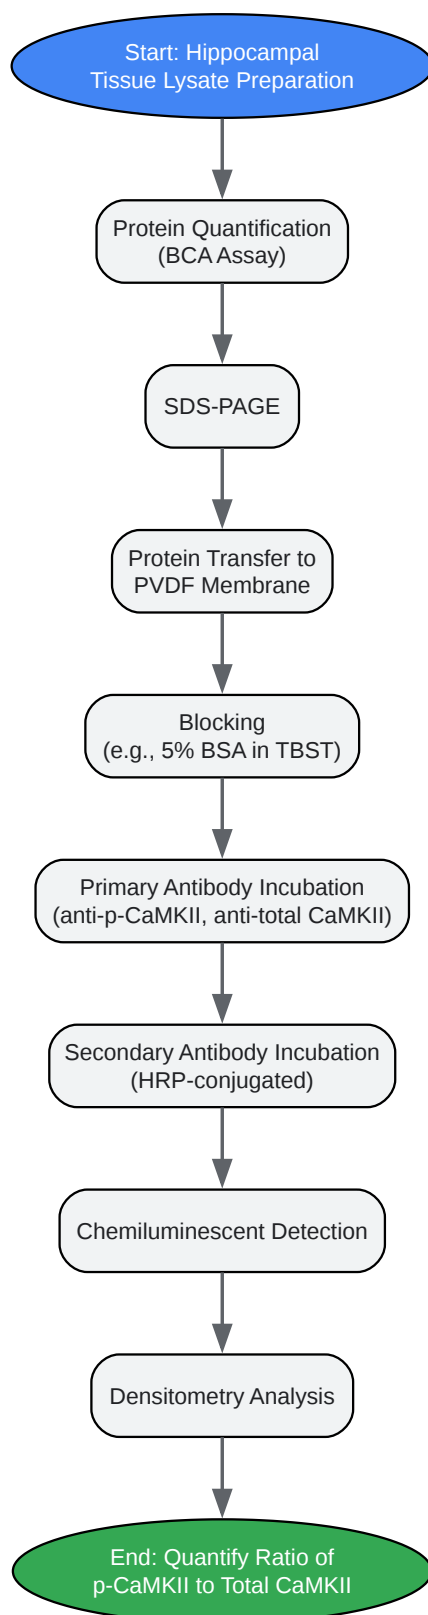 Start: Hippocampal
Tissue Lysate Preparation
Protein Quantification
(BCA Assay)
SDS-PAGE
Protein Transfer to
PVDF Membrane
Blocking
(e.g., 5% BSA in TBST)
Primary Antibody Incubation
(anti-p-CaMKII, anti-total CaMKII)
Secondary Antibody Incubation
(HRP-conjugated)
Chemiluminescent Detection
Densitometry Analysis
End: Quantify Ratio of
p-CaMKII to Total CaMKII